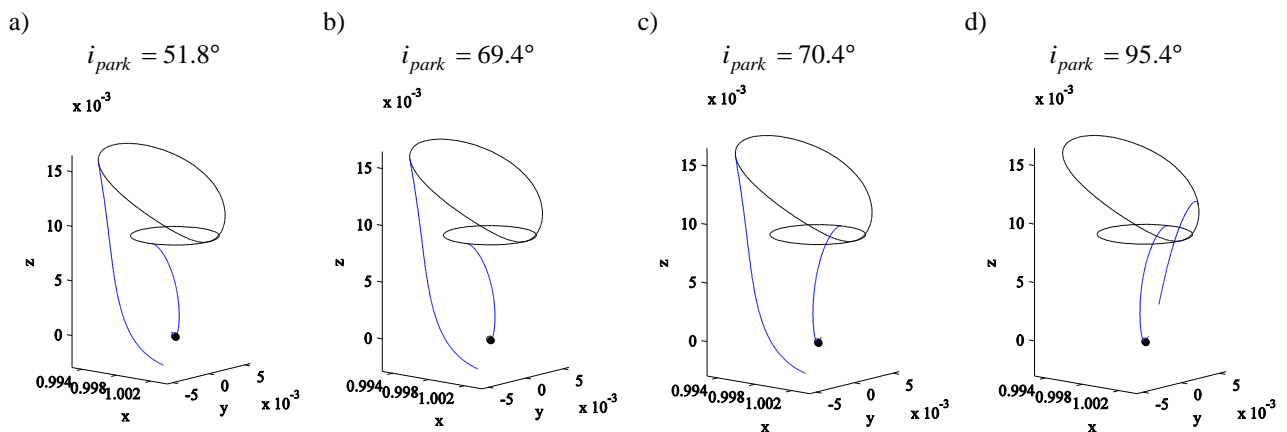 a)
i_park = 51.8°
x 10^-3
15
10
5
0
z
0.994
0.998
1.002
x
-5
0
5
y
x 10^-3
b)
i_park = 69.4°
x 10^-3
15
10
5
0
z
0.994
0.998
1.002
x
-5
0
5
y
x 10^-3
c)
i_park = 70.4°
x 10^-3
15
10
5
0
z
0.994
0.998
1.002
x
-5
0
5
y
x 10^-3
d)
i_park = 95.4°
x 10^-3
15
10
5
0
z
0.994
0.998
1.002
x
-5
0
5
y
x 10^-3